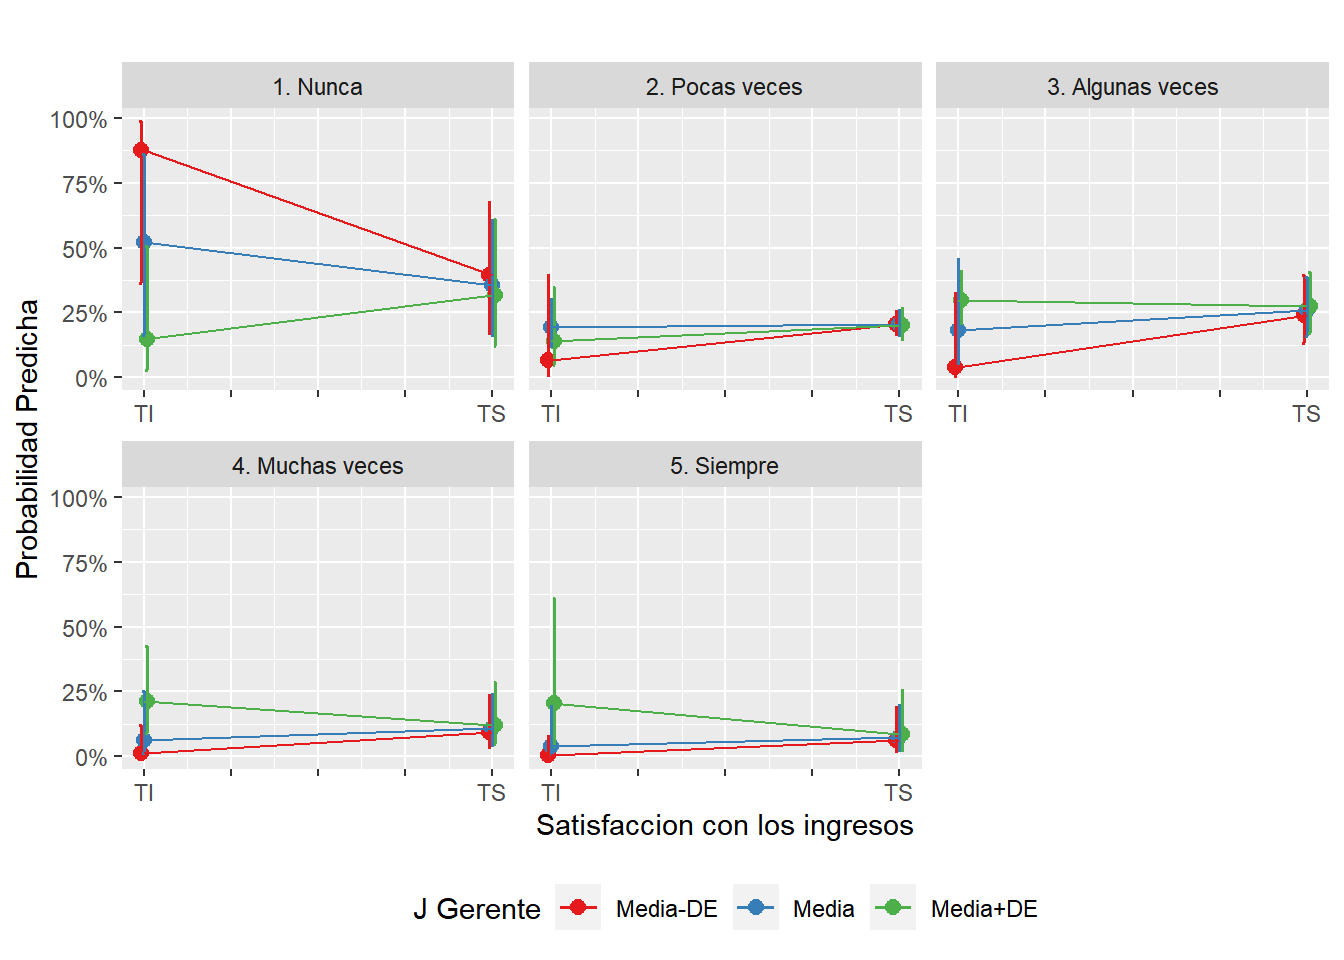 1. Nunca
2. Pocas veces
3. Algunas veces
100%
75%
50%
25%
0%
TI
TS
TI
TS
TI
TS
Probabilidad Predicha
4. Muchas veces
5. Siempre
100%
75%
50%
25%
0%
TI
TS
TI
TS
Satisfaccion con los ingresos
J Gerente
Media-DE
Media
Media+DE